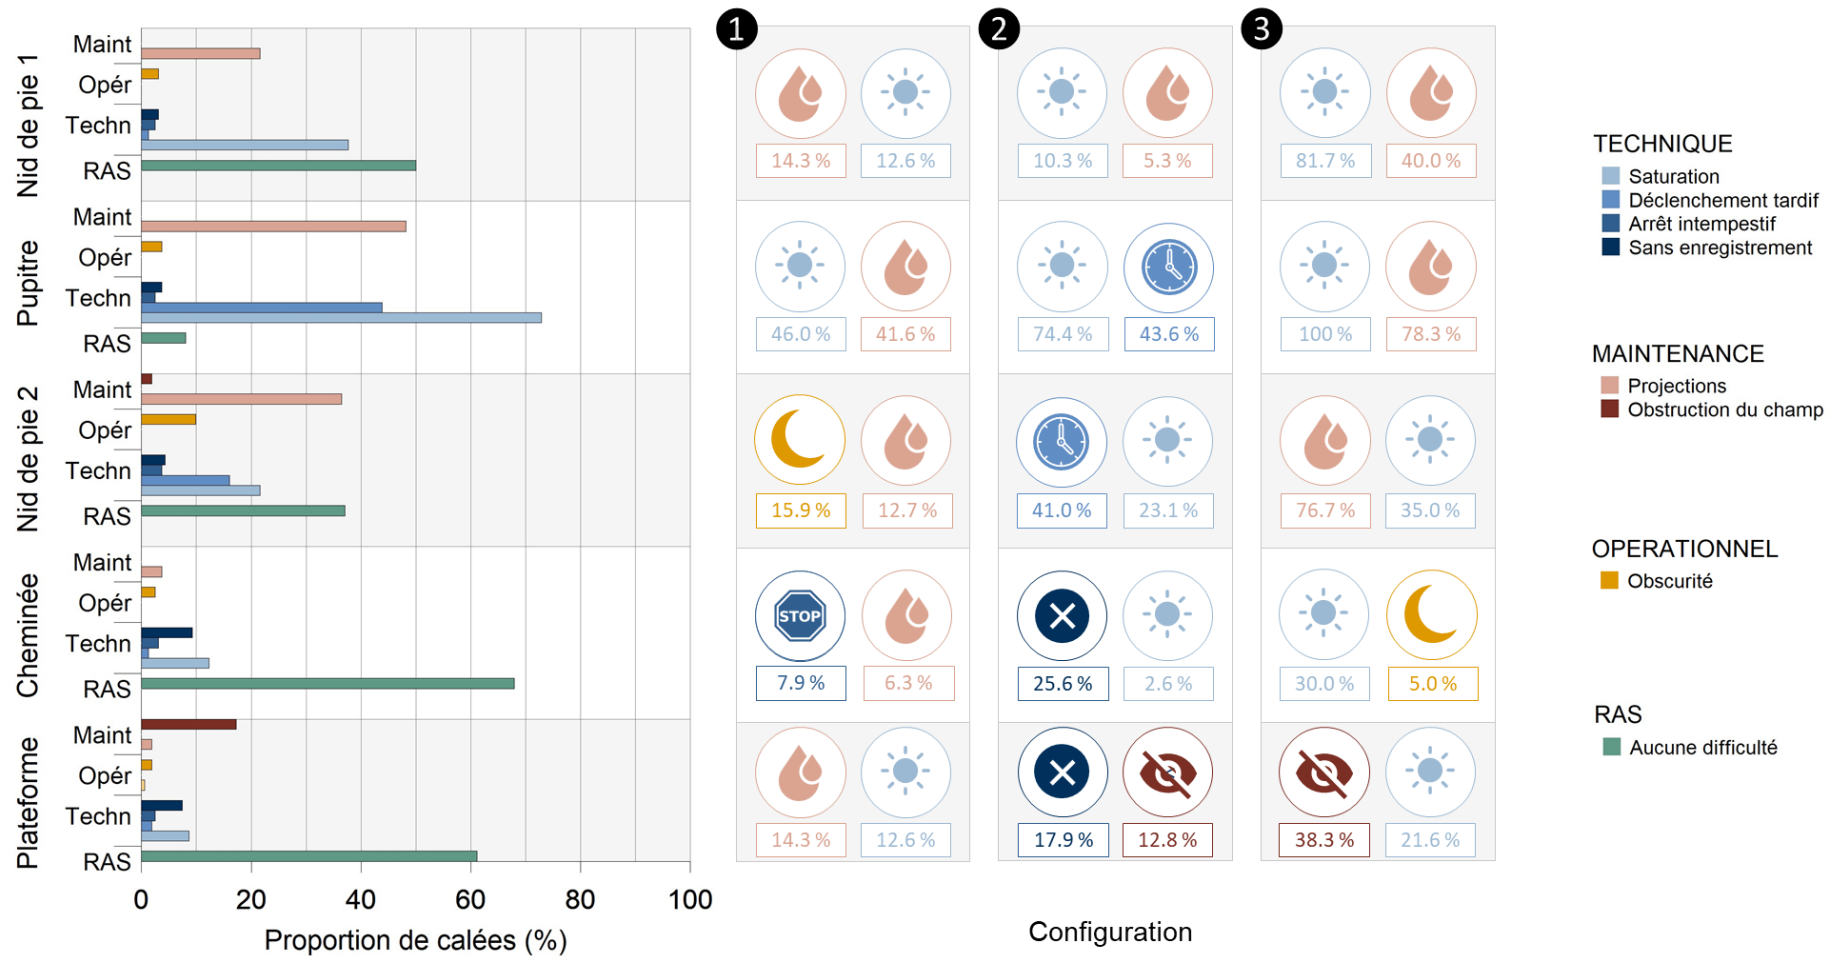 Nid de pie 1
Maint
Opér
Techn
RAS
Pupitre
Maint
Opér
Techn
RAS
Nid de pie 2
Maint
Opér
Techn
RAS
Cheminée
Maint
Opér
Techn
RAS
Plateforme
Maint
Opér
Techn
RAS
0 20 40 60 80 100
Proportion de calées (%)
1 2 3
14.3 % 12.6 % 10.3 % 5.3 % 81.7 % 40.0 %
46.0 % 41.6 % 74.4 % 43.6 % 100 % 78.3 %
15.9 % 12.7 % 41.0 % 23.1 % 76.7 % 35.0 %
STOP
7.9 % 6.3 % 25.6 % 2.6 % 30.0 % 5.0 %
14.3 % 12.6 % 17.9 % 12.8 % 38.3 % 21.6 %
Configuration
TECHNIQUE
Saturation
Déclenchement tardif
Arrêt intempestif
Sans enregistrement
MAINTENANCE
Projections
Obstruction du champ
OPERATIONNEL
Obscurité
RAS
Aucune difficulté